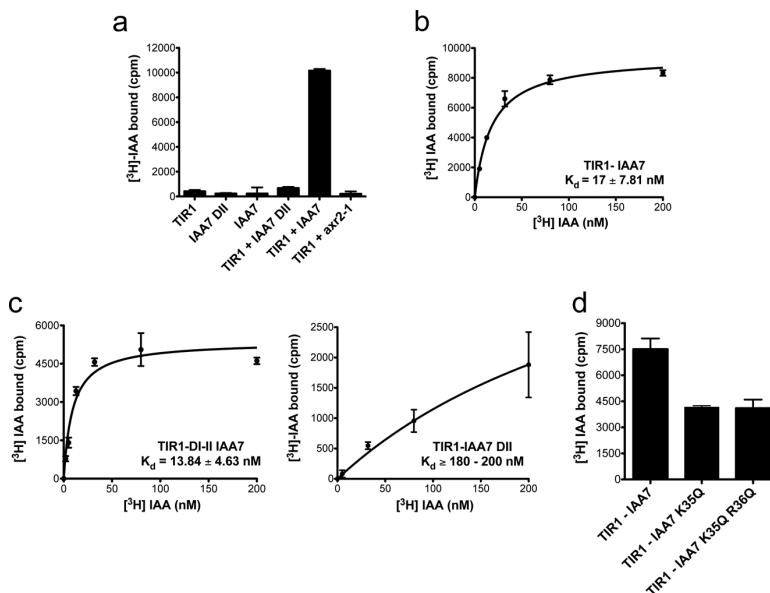 a
[³H]-IAA bound (cpm)
12000
10000
8000
6000
4000
2000
0
TIR1
IAA7 DII
IAA7
TIR1 + IAA7 DII
TIR1 + IAA7
TIR1 + axr2-1
b
[³H] IAA bound (cpm)
10000
8000
6000
4000
2000
0
0 50 100 150 200
[³H] IAA (nM)
TIR1- IAA7
Kd = 17 ± 7.81 nM
c
[³H] IAA bound (cpm)
6000
4500
3000
1500
0
0 50 100 150 200
[³H] IAA (nM)
TIR1-DI-II IAA7
Kd = 13.84 ± 4.63 nM
[³H]-IAA bound (cpm)
2500
2000
1500
1000
500
0
0 50 100 150 200
[³H] IAA (nM)
TIR1-IAA7 DII
Kd ≥ 180 - 200 nM
d
[³H] IAA bound (cpm)
9000
7500
6000
4500
3000
1500
0
TIR1 - IAA7
TIR1 - IAA7 K35Q
TIR1 - IAA7 K35Q R36Q